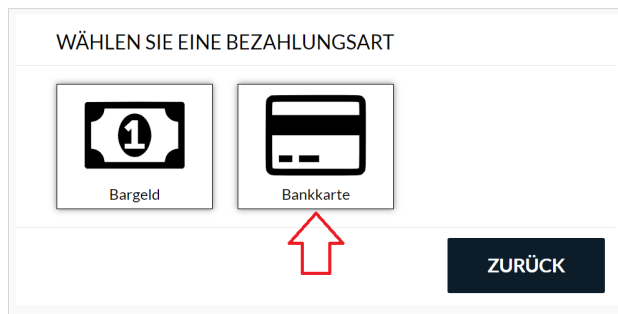 WÄHLEN SIE EINE BEZAHLUNGSART
1
Bargeld
Bankkarte
ZURÜCK